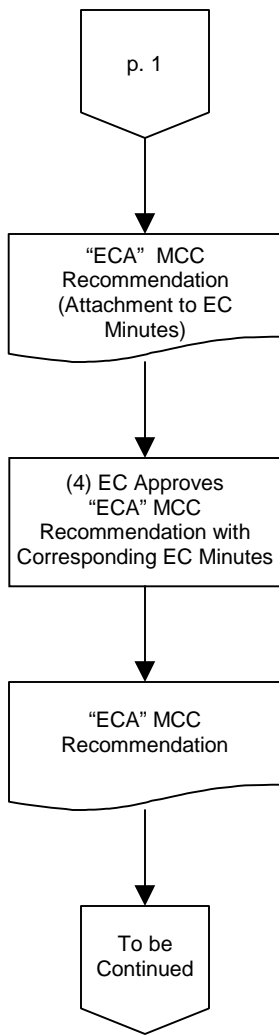 p. 1
“ECA”  MCC
Recommendation
(Attachment to EC
Minutes)
(4) EC Approves
“ECA” MCC
Recommendation with
Corresponding EC Minutes
“ECA” MCC
Recommendation
To be
Continued